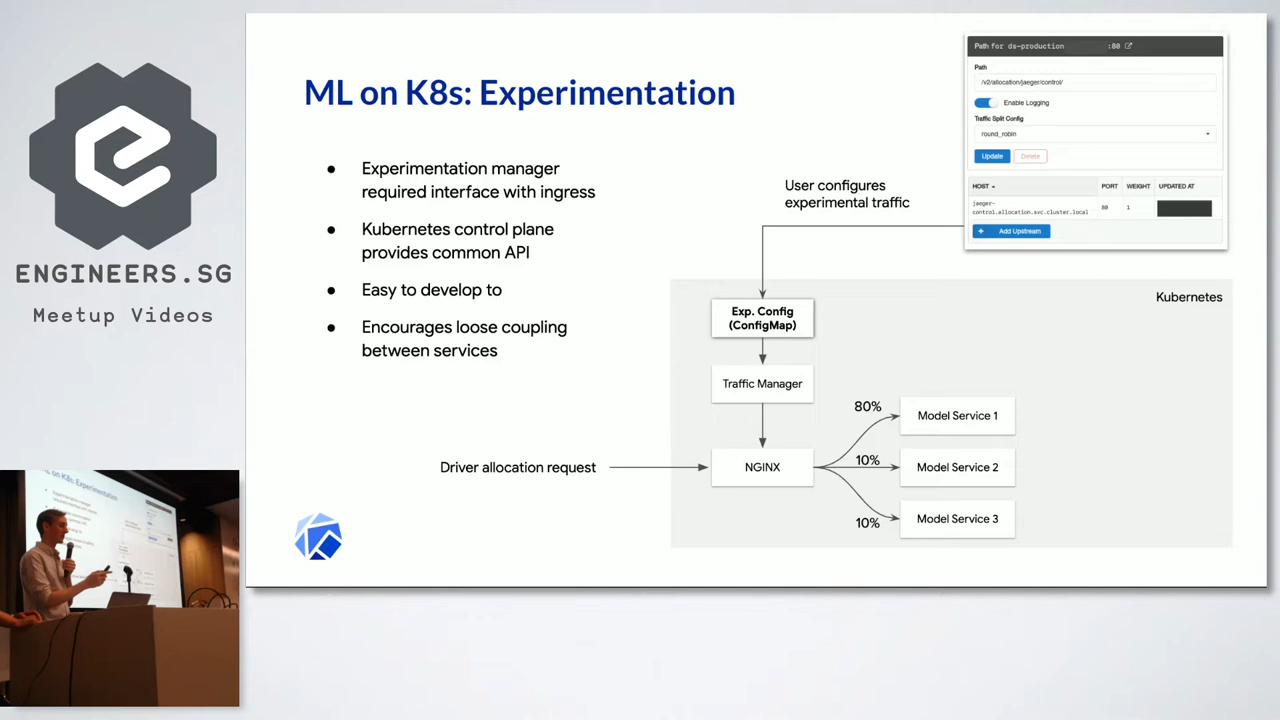 ENGINEERS.SG
Meetup Videos
ML on K8s: Experimentation
● Experimentation manager
required interface with ingress
● Kubernetes control plane
provides common API
● Easy to develop to
● Encourages loose coupling
between services
Path for ds-production :80
Path
/v2/allocation/jaeger/control/
Enable Logging
Traffic Split Config
round_robin
Update Delete
HOST PORT WEIGHT UPDATED AT
jaeger-
control.allocation.svc.cluster.local 80 1
+ Add Upstream
User configures
experimental traffic
Kubernetes
Exp. Config
(ConfigMap)
Traffic Manager
Driver allocation request
NGINX
80%
Model Service 1
10%
Model Service 2
10%
Model Service 3
ML on K8s: Experimentation